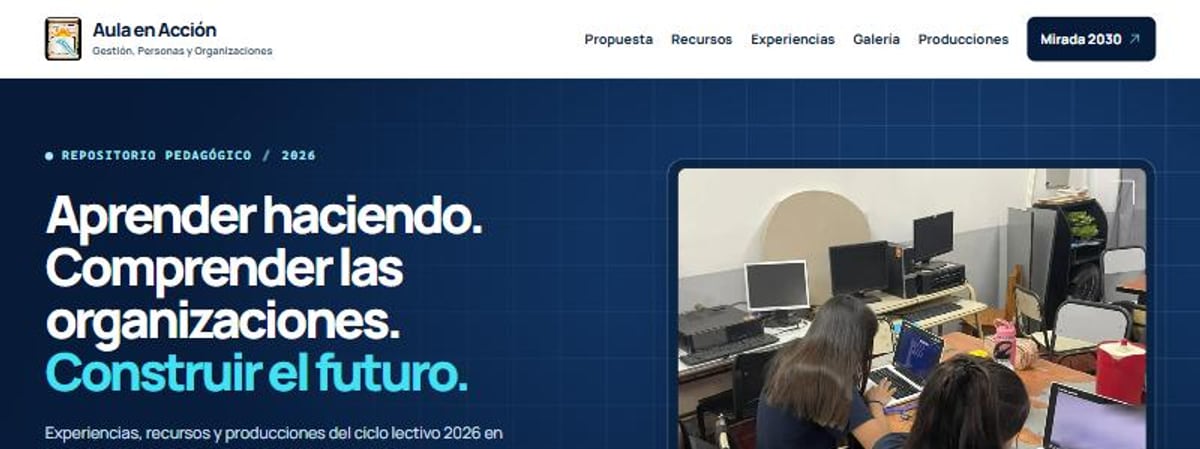 Aula en Acción
Gestión, Personas y Organizaciones
Propuesta
Recursos
Experiencias
Galería
Producciones
Mirada 2030 ↗
REPOSITORIO PEDAGÓGICO / 2026
Aprender haciendo.
Comprender las
organizaciones.
Construir el futuro.
Experiencias, recursos y producciones del ciclo lectivo 2026 en